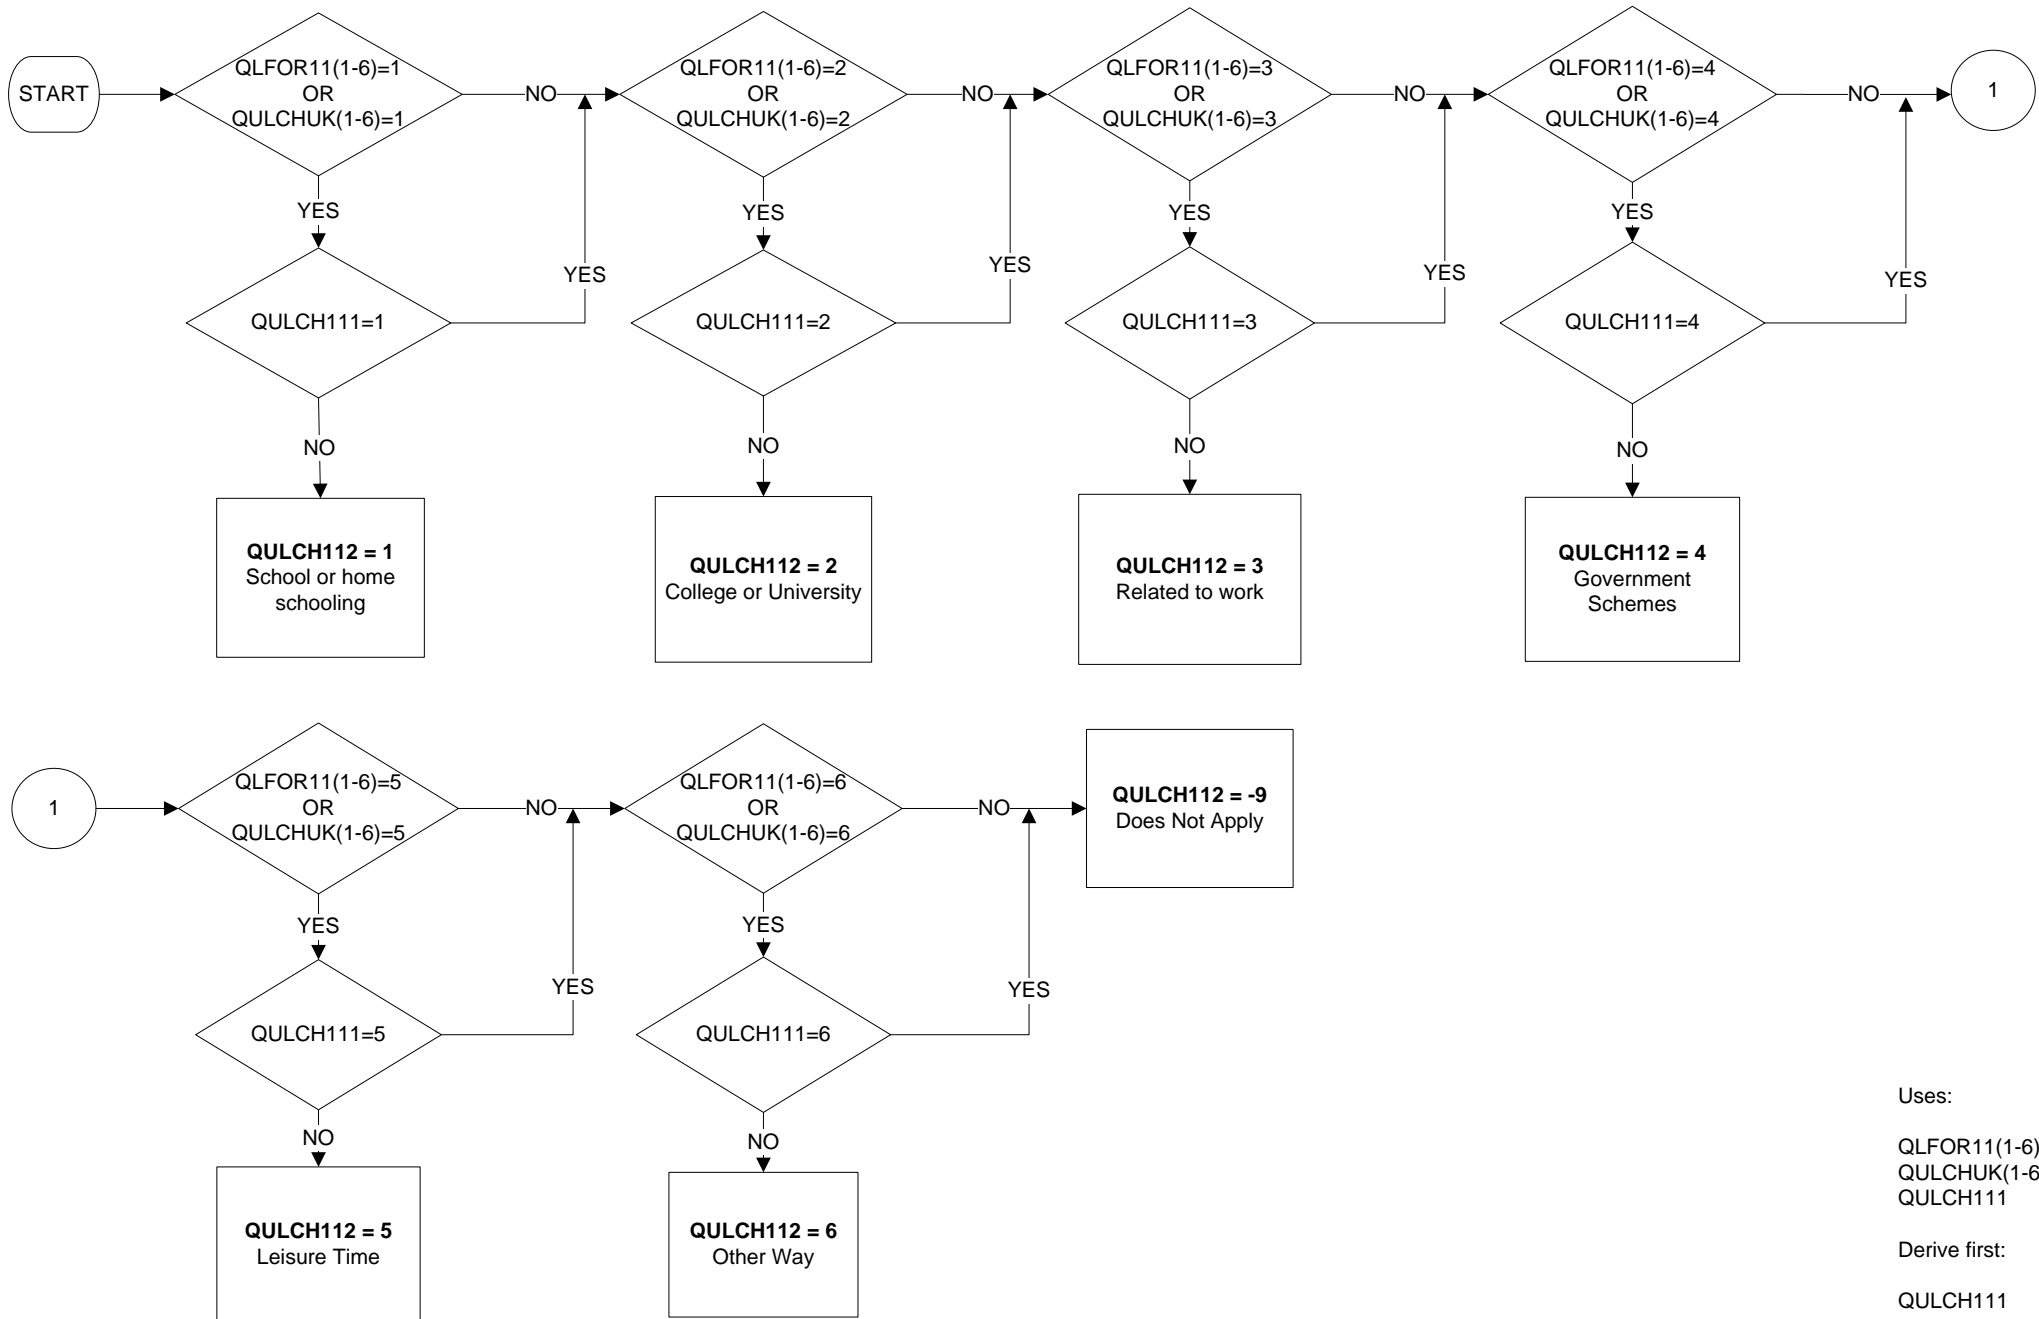 START
QLFOR11(1-6)=1
OR
QULCHUK(1-6)=1
NO
QLFOR11(1-6)=2
OR
QULCHUK(1-6)=2
NO
QLFOR11(1-6)=3
OR
QULCHUK(1-6)=3
NO
QLFOR11(1-6)=4
OR
QULCHUK(1-6)=4
NO
1
YES
YES
YES
YES
YES
YES
YES
YES
QULCH111=1
QULCH111=2
QULCH111=3
QULCH111=4
NO
NO
NO
NO
QULCH112 = 1
School or home
schooling
QULCH112 = 2
College or University
QULCH112 = 3
Related to work
QULCH112 = 4
Government
Schemes
1
QLFOR11(1-6)=5
OR
QULCHUK(1-6)=5
NO
QLFOR11(1-6)=6
OR
QULCHUK(1-6)=6
NO
QULCH112 = -9
Does Not Apply
YES
YES
YES
YES
QULCH111=5
QULCH111=6
NO
NO
QULCH112 = 5
Leisure Time
QULCH112 = 6
Other Way
Uses:
QLFOR11(1-6)
QULCHUK(1-6
QULCH111
Derive first:
QULCH111